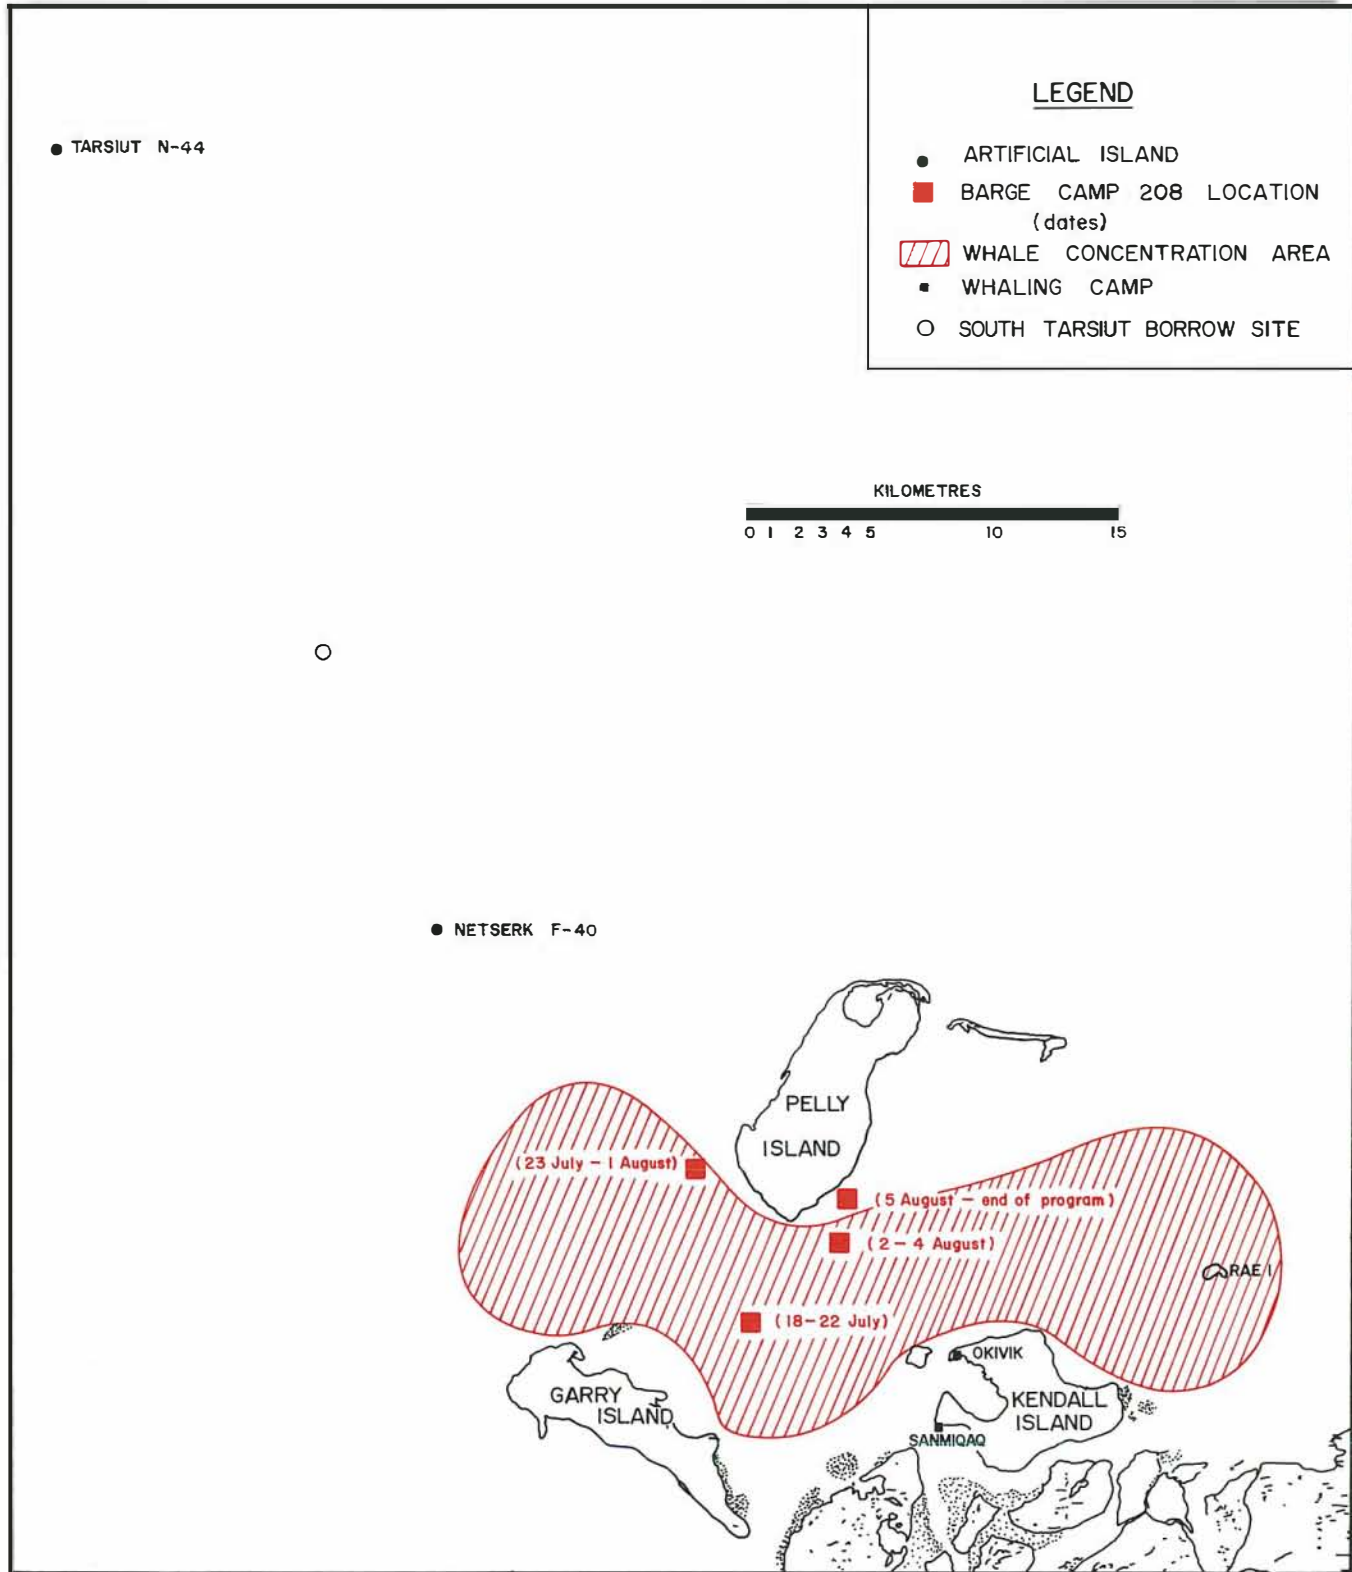 LEGEND
ARTIFICIAL ISLAND
BARGE CAMP 208 LOCATION
(dates)
WHALE CONCENTRATION AREA
WHALING CAMP
SOUTH TARSIUT BORROW SITE
TARSIUT N-44
KILOMETRES
0 1 2 3 4 5 10 15
NETSERK F-40
PELLY
ISLAND
(23 July – 1 August)
(5 August – end of program)
(2 – 4 August)
RAE I
(18–22 July)
OKIVIK
GARRY
ISLAND
KENDALL
ISLAND
SANMIQAQ